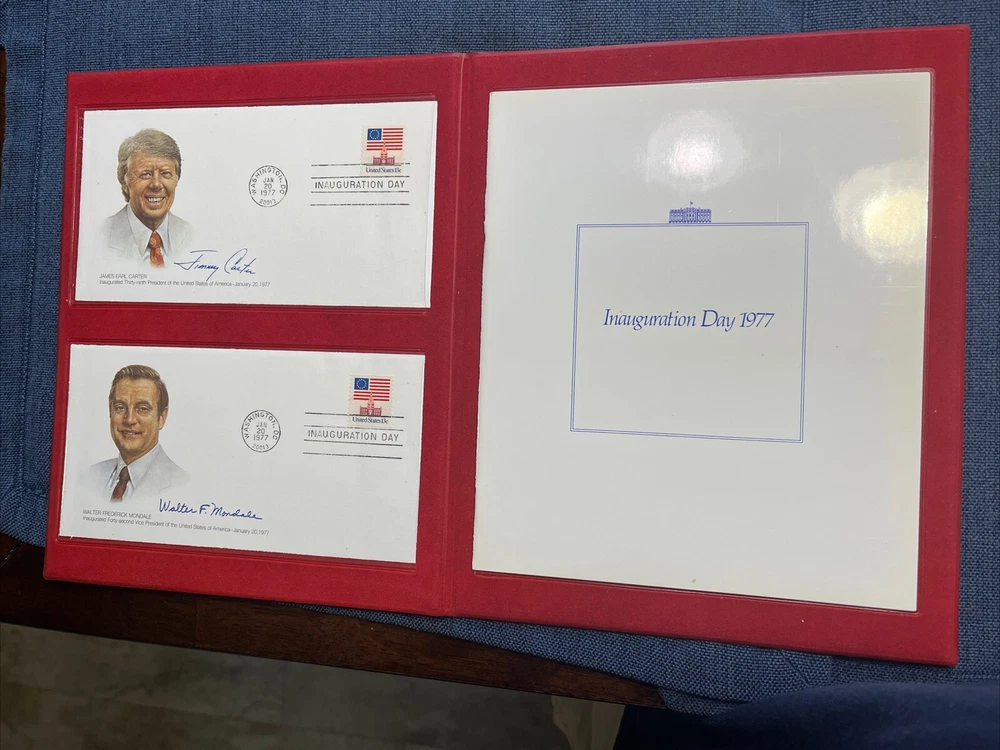 WASHINGTON, DC
JAN
20
1977
20013
United States 13c
INAUGURATION DAY
Jimmy Carter
JAMES EARL CARTER
Inaugurated Thirty-ninth President of the United States of America-January 20, 1977
WASHINGTON, DC
JAN
20
1977
20013
United States 13c
INAUGURATION DAY
Walter F. Mondale
WALTER FREDERICK MONDALE
Inaugurated Forty-second Vice President of the United States of America-January 20, 1977
Inauguration Day 1977